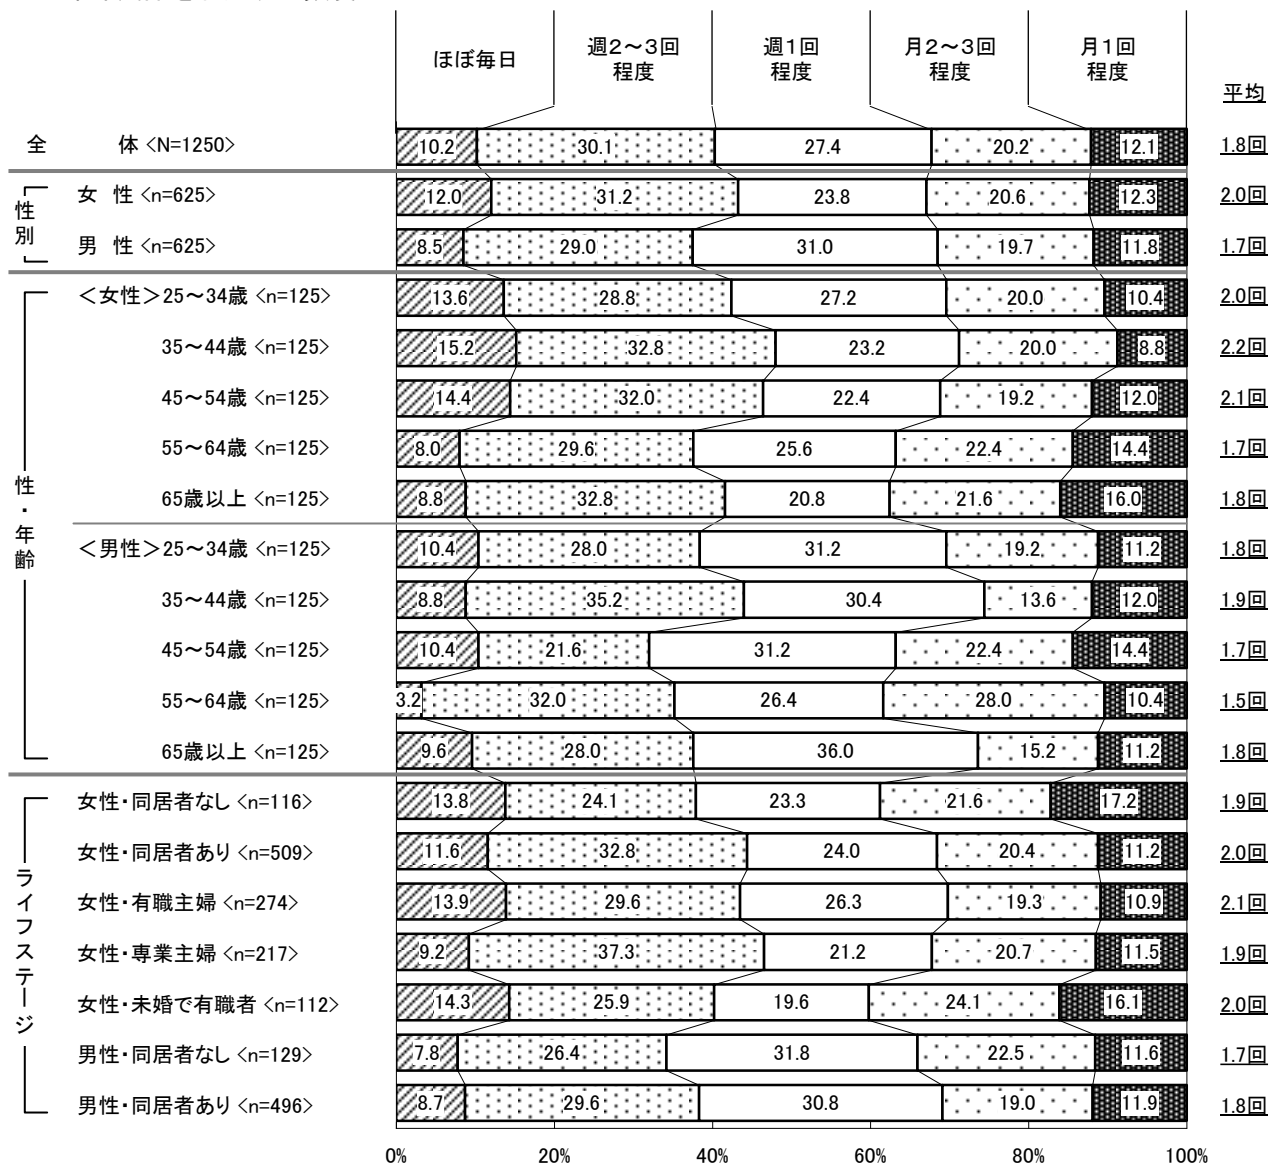 ほぼ毎日 週2～3回程度 週1回程度 月2～3回程度 月1回程度
平均
全 体 <N=1250> 10.2 30.1 27.4 20.2 12.1 1.8回
性別
女 性 <n=625> 12.0 31.2 23.8 20.6 12.3 2.0回
男 性 <n=625> 8.5 29.0 31.0 19.7 11.8 1.7回
性・年齢
＜女性＞25～34歳 <n=125> 13.6 28.8 27.2 20.0 10.4 2.0回
35～44歳 <n=125> 15.2 32.8 23.2 20.0 8.8 2.2回
45～54歳 <n=125> 14.4 32.0 22.4 19.2 12.0 2.1回
55～64歳 <n=125> 8.0 29.6 25.6 22.4 14.4 1.7回
65歳以上 <n=125> 8.8 32.8 20.8 21.6 16.0 1.8回
＜男性＞25～34歳 <n=125> 10.4 28.0 31.2 19.2 11.2 1.8回
35～44歳 <n=125> 8.8 35.2 30.4 13.6 12.0 1.9回
45～54歳 <n=125> 10.4 21.6 31.2 22.4 14.4 1.7回
55～64歳 <n=125> 3.2 32.0 26.4 28.0 10.4 1.5回
65歳以上 <n=125> 9.6 28.0 36.0 15.2 11.2 1.8回
ライフステージ
女性・同居者なし <n=116> 13.8 24.1 23.3 21.6 17.2 1.9回
女性・同居者あり <n=509> 11.6 32.8 24.0 20.4 11.2 2.0回
女性・有職主婦 <n=274> 13.9 29.6 26.3 19.3 10.9 2.1回
女性・専業主婦 <n=217> 9.2 37.3 21.2 20.7 11.5 1.9回
女性・未婚で有職者 <n=112> 14.3 25.9 19.6 24.1 16.1 2.0回
男性・同居者なし <n=129> 7.8 26.4 31.8 22.5 11.6 1.7回
男性・同居者あり <n=496> 8.7 29.6 30.8 19.0 11.9 1.8回
0% 20% 40% 60% 80% 100%